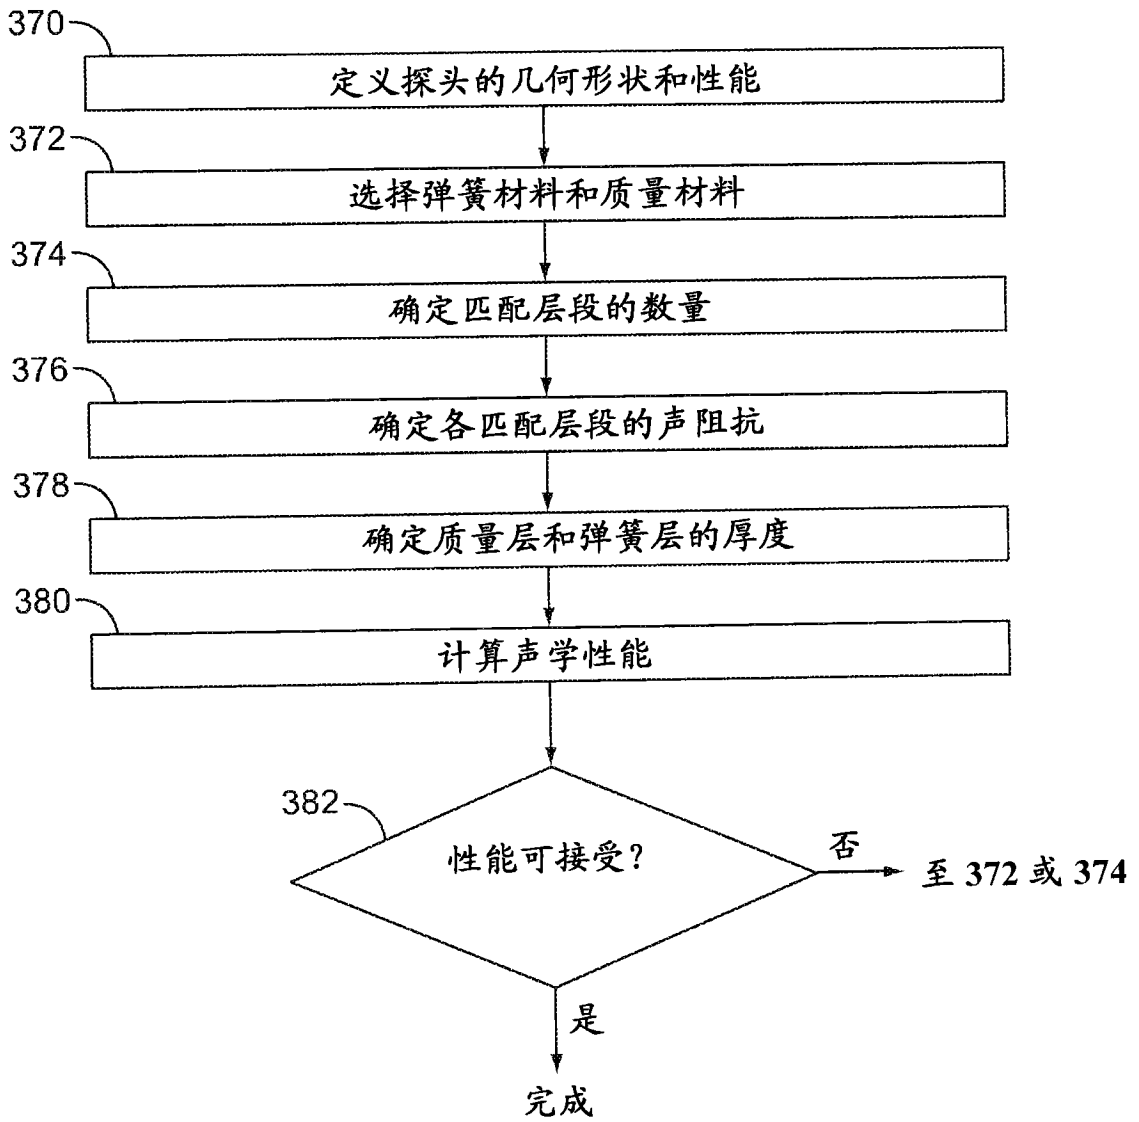 370
定义探头的几何形状和性能
372
选择弹簧材料和质量材料
374
确定匹配层段的数量
376
确定各匹配层段的声阻抗
378
确定质量层和弹簧层的厚度
380
计算声学性能
382
性能可接受?
否
至 372 或 374
是
完成